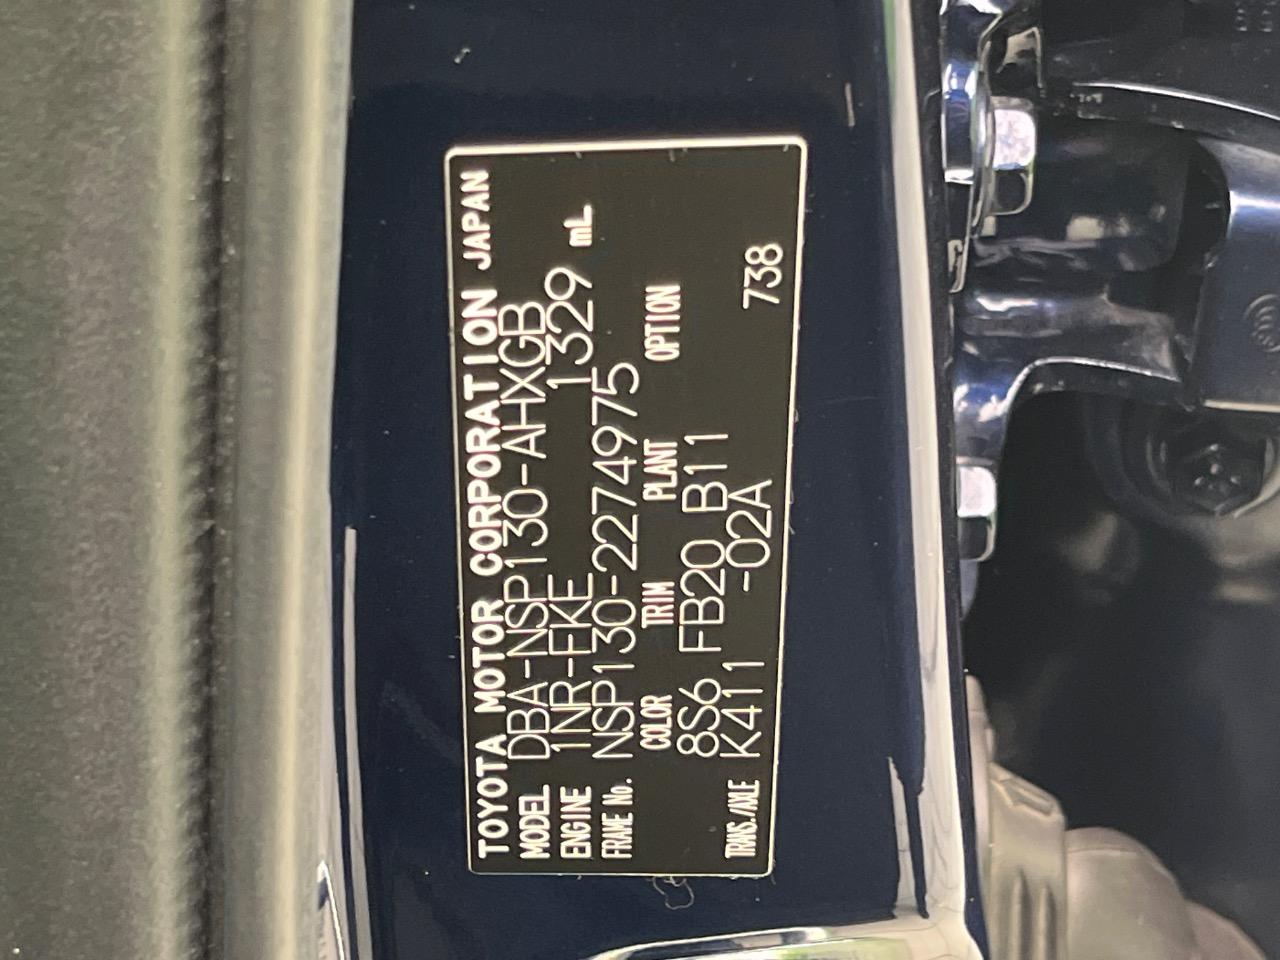 TOYOTA MOTOR CORPORATION JAPAN
MODEL DBA-NSP130-AHXGB
ENGINE 1NR-FKE 1329 mL
FRAME No. NSP130-2274975
COLOR TRIM PLANT OPTION
8S6 FB20 B11
TRANS./AXLE K411 -02A 738